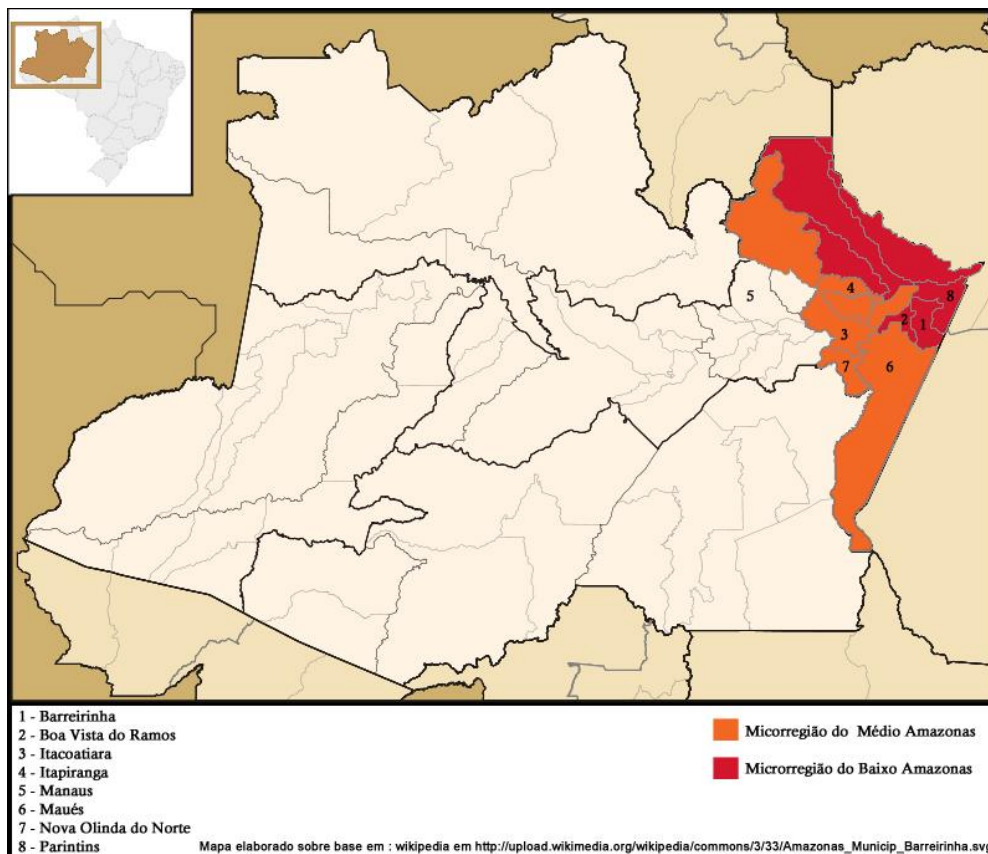 5
4
8
2
1
3
7
6
1 - Barreirinha
2 - Boa Vista do Ramos
3 - Itacoatiara
4 - Itapiranga
5 - Manaus
6 - Maués
7 - Nova Olinda do Norte
8 - Parintins
Micorregião do Médio Amazonas
Microrregião do Baixo Amazonas
Mapa elaborado sobre base em : wikipedia em http://upload.wikimedia.org/wikipedia/commons/3/33/Amazonas_Municip_Barreirinha.svg